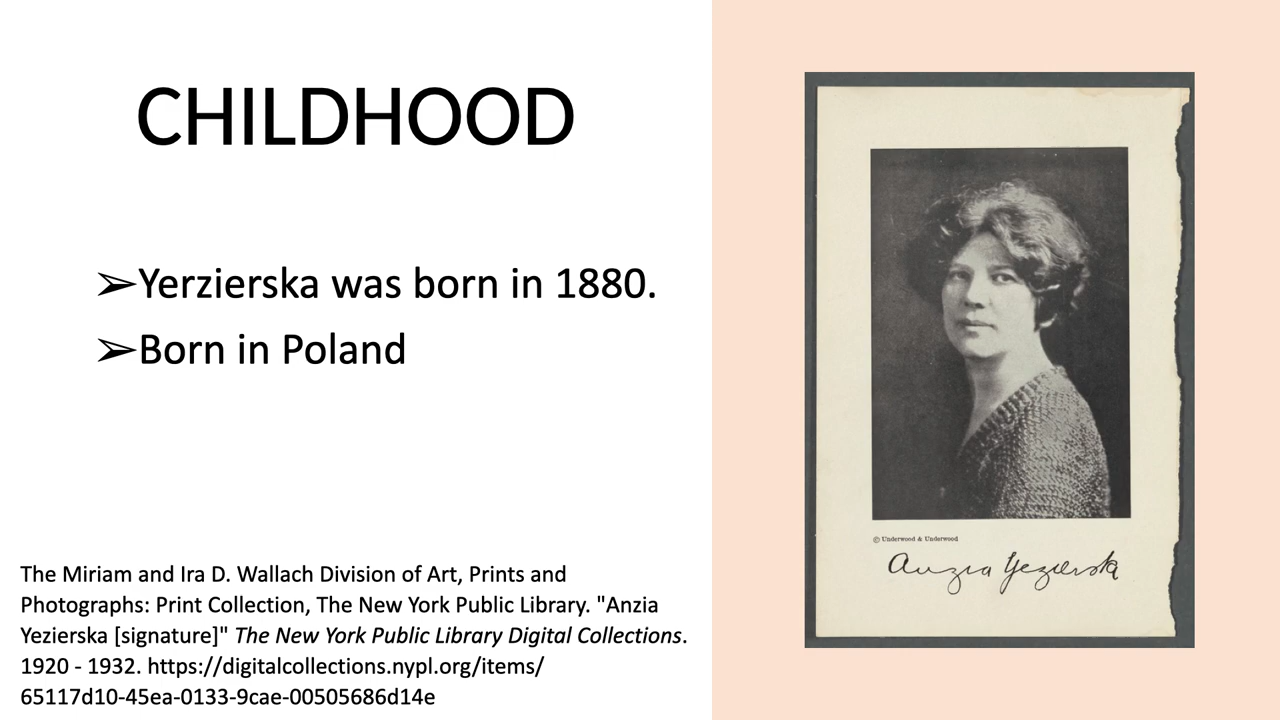 CHILDHOOD
➢Yerzierska was born in 1880.
➢Born in Poland
The Miriam and Ira D. Wallach Division of Art, Prints and
Photographs: Print Collection, The New York Public Library. "Anzia
Yezierska [signature]" The New York Public Library Digital Collections.
1920 - 1932. https://digitalcollections.nypl.org/items/
65117d10-45ea-0133-9cae-00505686d14e
© Underwood & Underwood
Anzia Yezierska